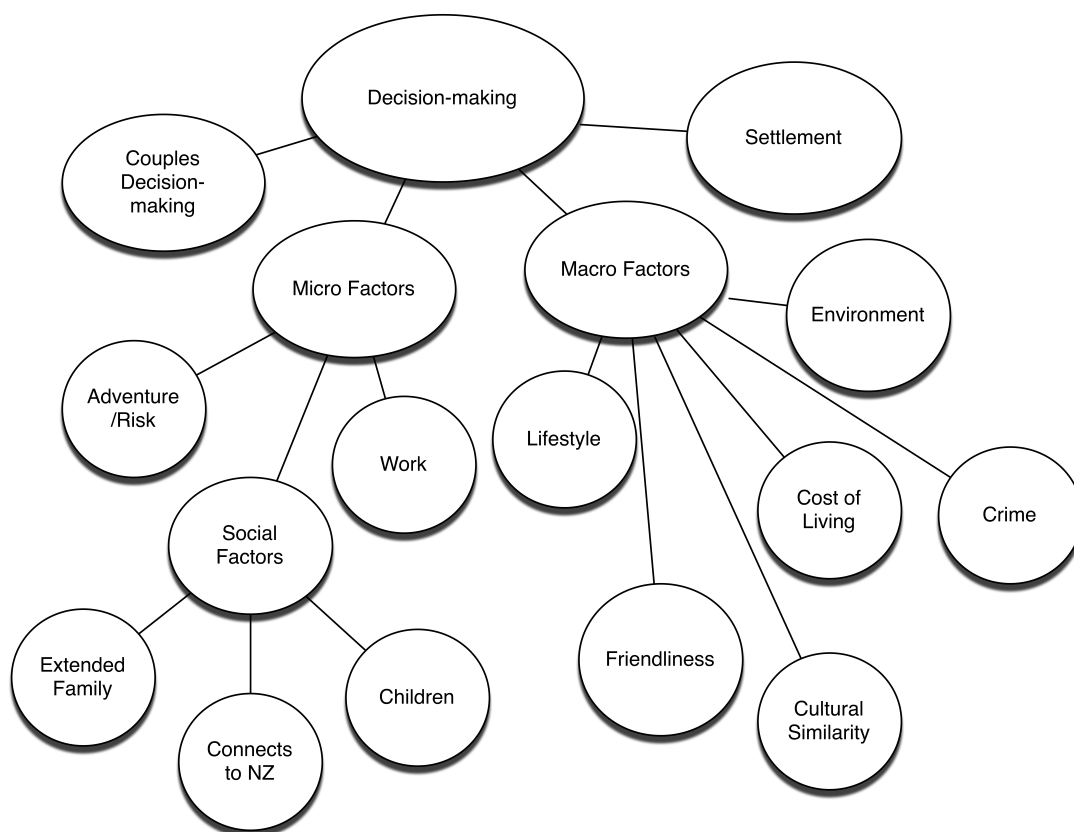 Decision-making
Settlement
Couples
Decision-
making
Micro Factors
Macro Factors
Environment
Adventure
/Risk
Work
Lifestyle
Cost of
Living
Crime
Social
Factors
Extended
Family
Connects
to NZ
Children
Friendliness
Cultural
Similarity